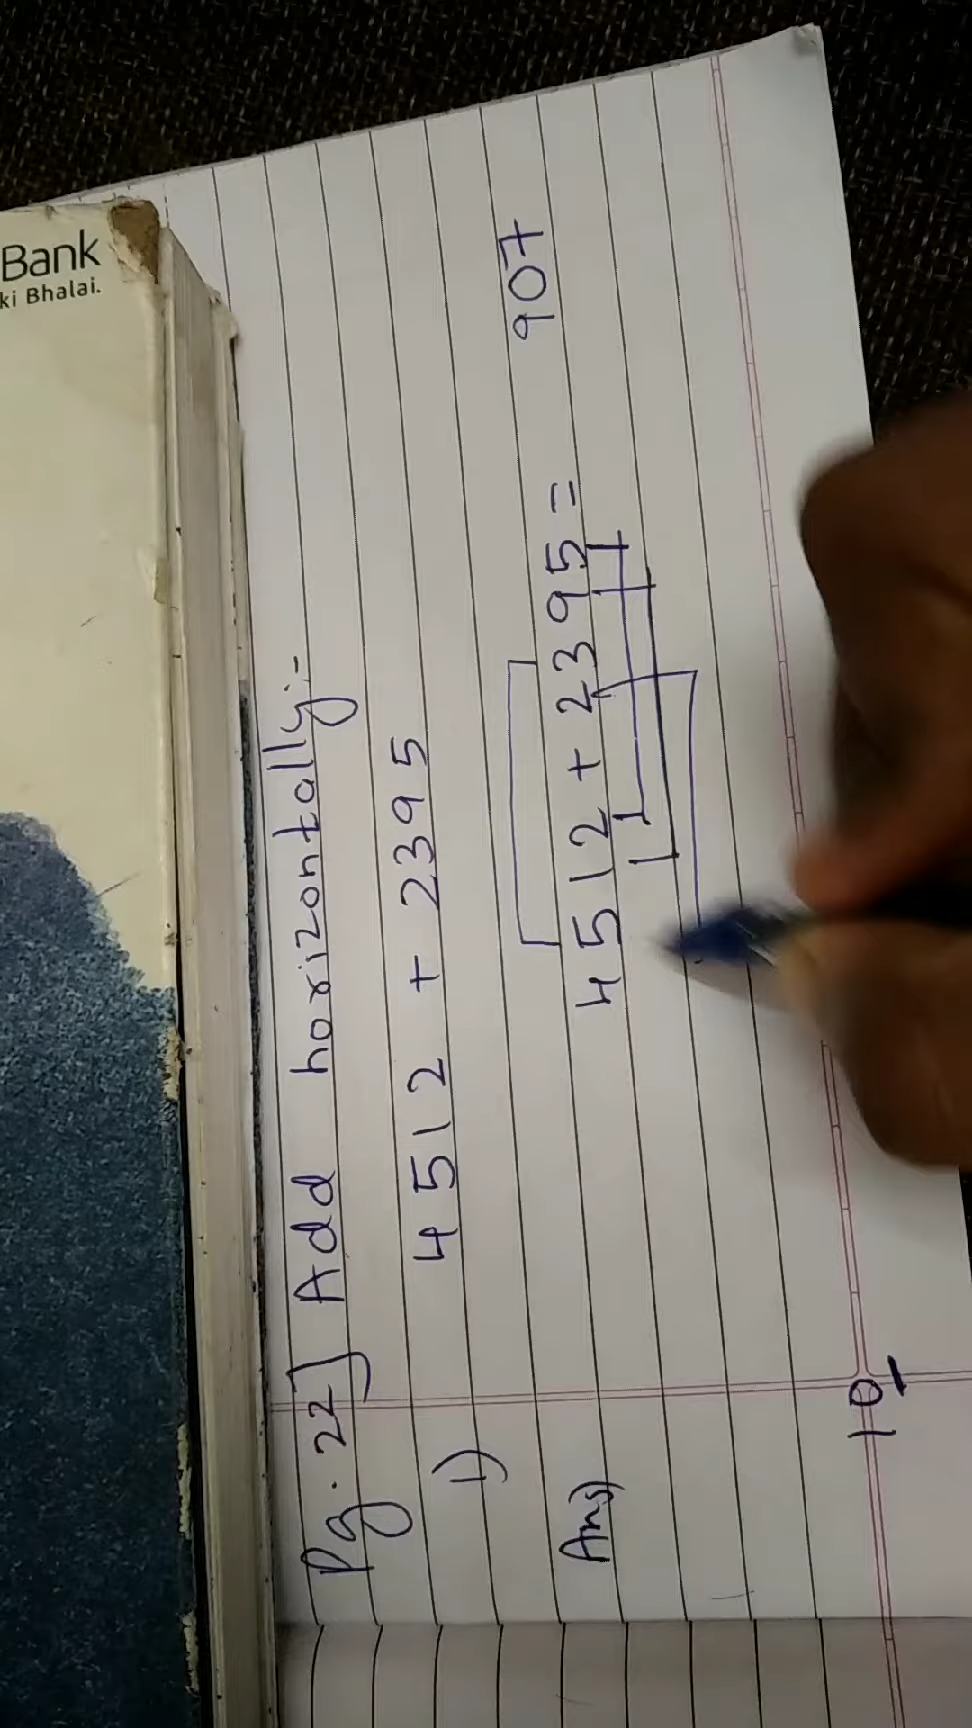 Bank
ki Bhalai.
Pg. 22] Add horizontally:-
1) 4512 + 2395
Ans) 4512 + 2395 = 907
10